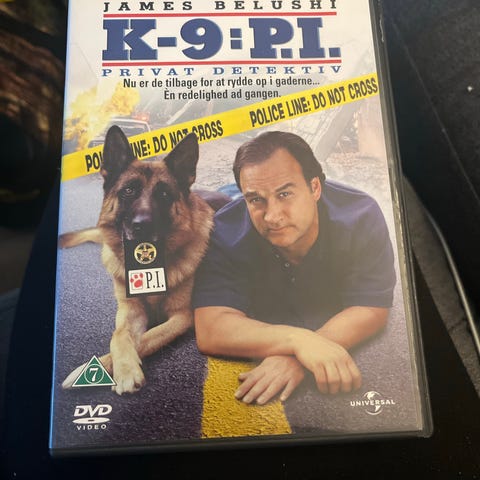 JAMES BELUSHI
K-9:P.I.
PRIVAT DETEKTIV
Nu er de tilbage for at rydde op i gaderne...
Én redelighed ad gangen.
POLICE LINE: DO NOT CROSS
POLICE LINE: DO NOT CROSS
P.I.
7
DVD
VIDEO
UNIVERSAL